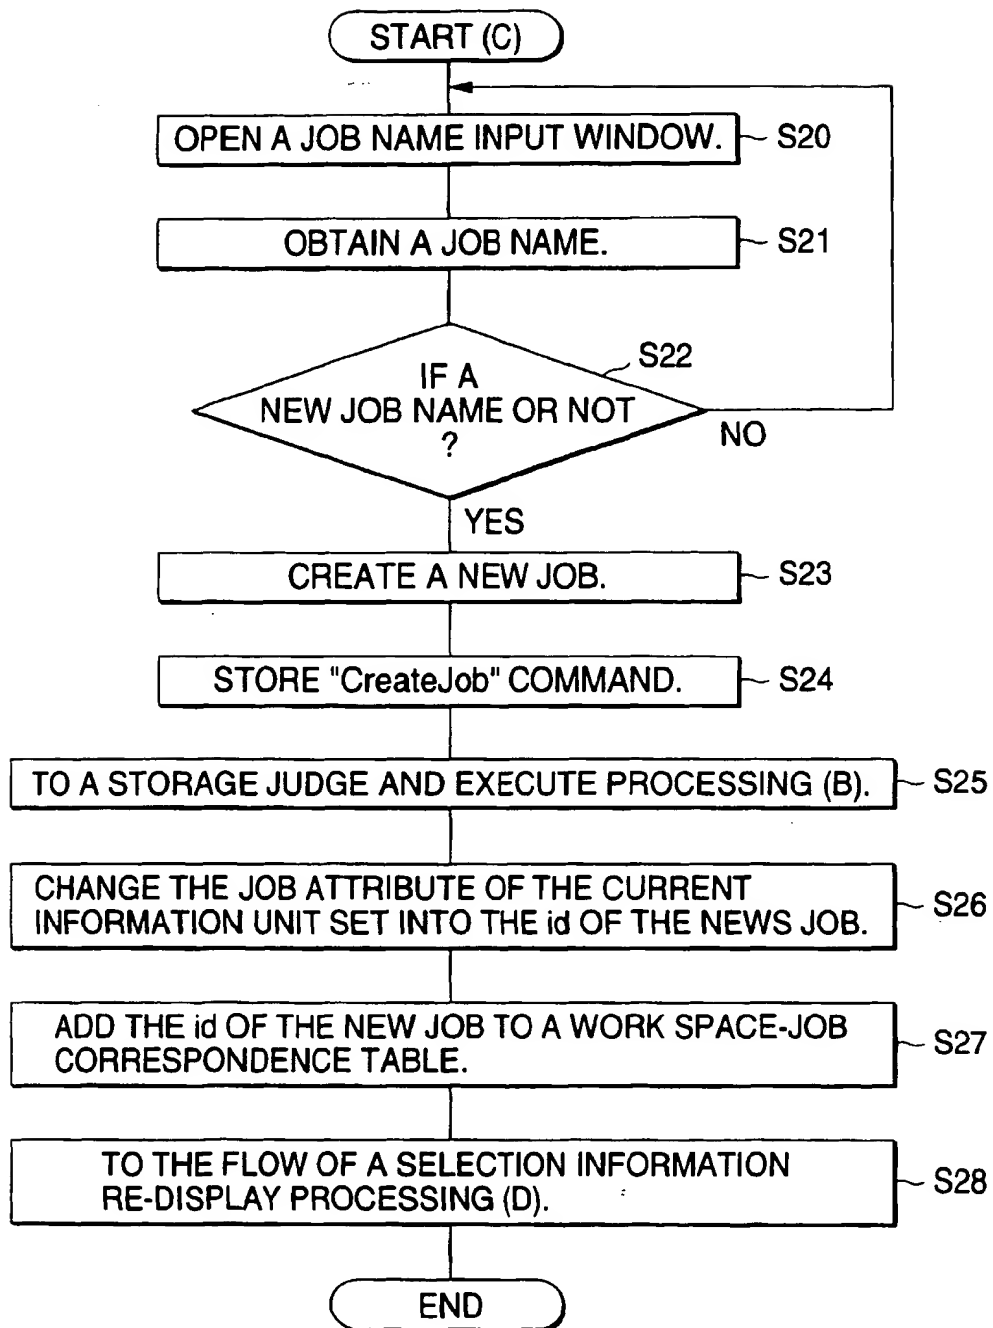 START (C)
OPEN A JOB NAME INPUT WINDOW.
S20
OBTAIN A JOB NAME.
S21
S22
IF A
NEW JOB NAME OR NOT
?
NO
YES
CREATE A NEW JOB.
S23
STORE "CreateJob" COMMAND.
S24
TO A STORAGE JUDGE AND EXECUTE PROCESSING (B).
S25
CHANGE THE JOB ATTRIBUTE OF THE CURRENT
INFORMATION UNIT SET INTO THE id OF THE NEWS JOB.
S26
ADD THE id OF THE NEW JOB TO A WORK SPACE-JOB
CORRESPONDENCE TABLE.
S27
TO THE FLOW OF A SELECTION INFORMATION
RE-DISPLAY PROCESSING (D).
S28
END